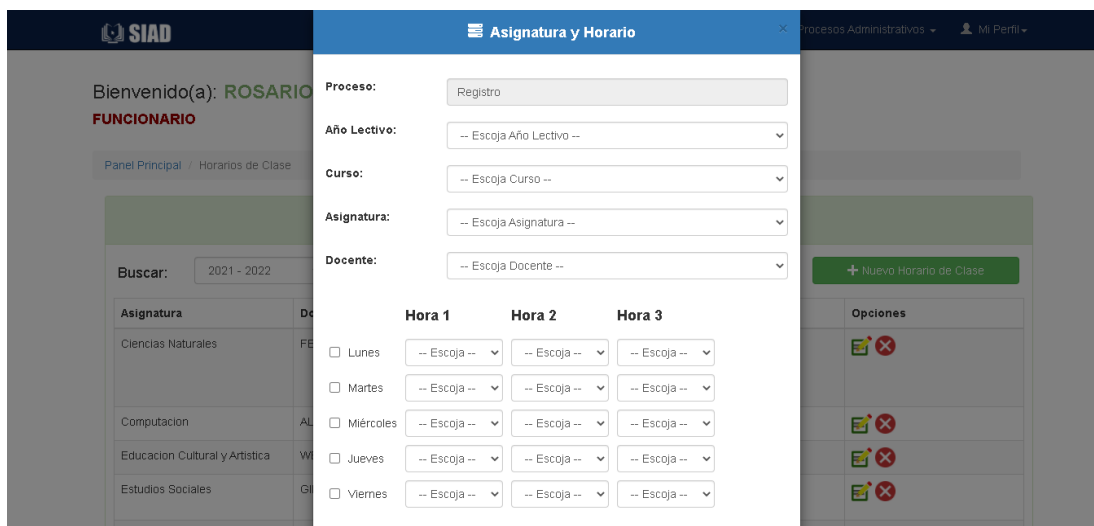 SIAD
Asignatura y Horario
×
Procesos Administrativos
Mi Perfil
Bienvenido(a): ROSARIO
FUNCIONARIO
Panel Principal / Horarios de Clase
Proceso:
Registro
Año Lectivo:
-- Escoja Año Lectivo --
Curso:
-- Escoja Curso --
Asignatura:
-- Escoja Asignatura --
Docente:
-- Escoja Docente --
Buscar:
2021 - 2022
+ Nuevo Horario de Clase
Asignatura
Opciones
Ciencias Naturales
Computacion
Educacion Cultural y Artistica
Estudios Sociales
Hora 1 Hora 2 Hora 3
Lunes -- Escoja -- -- Escoja -- -- Escoja --
Martes -- Escoja -- -- Escoja -- -- Escoja --
Miércoles -- Escoja -- -- Escoja -- -- Escoja --
Jueves -- Escoja -- -- Escoja -- -- Escoja --
Viernes -- Escoja -- -- Escoja -- -- Escoja --